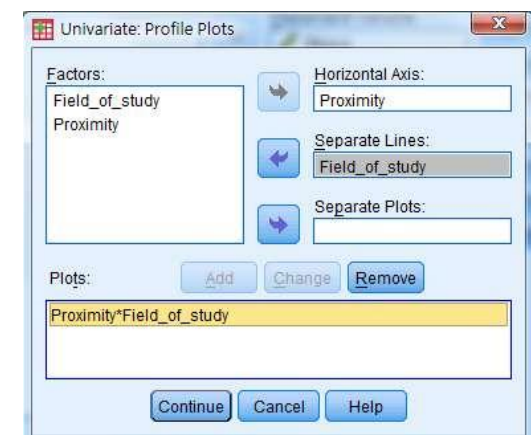 Univariate: Profile Plots
Factors:
Field_of_study
Proximity
Horizontal Axis:
Proximity
Separate Lines:
Field_of_study
Separate Plots:
Plots:
Add
Change
Remove
Proximity*Field_of_study
Continue
Cancel
Help